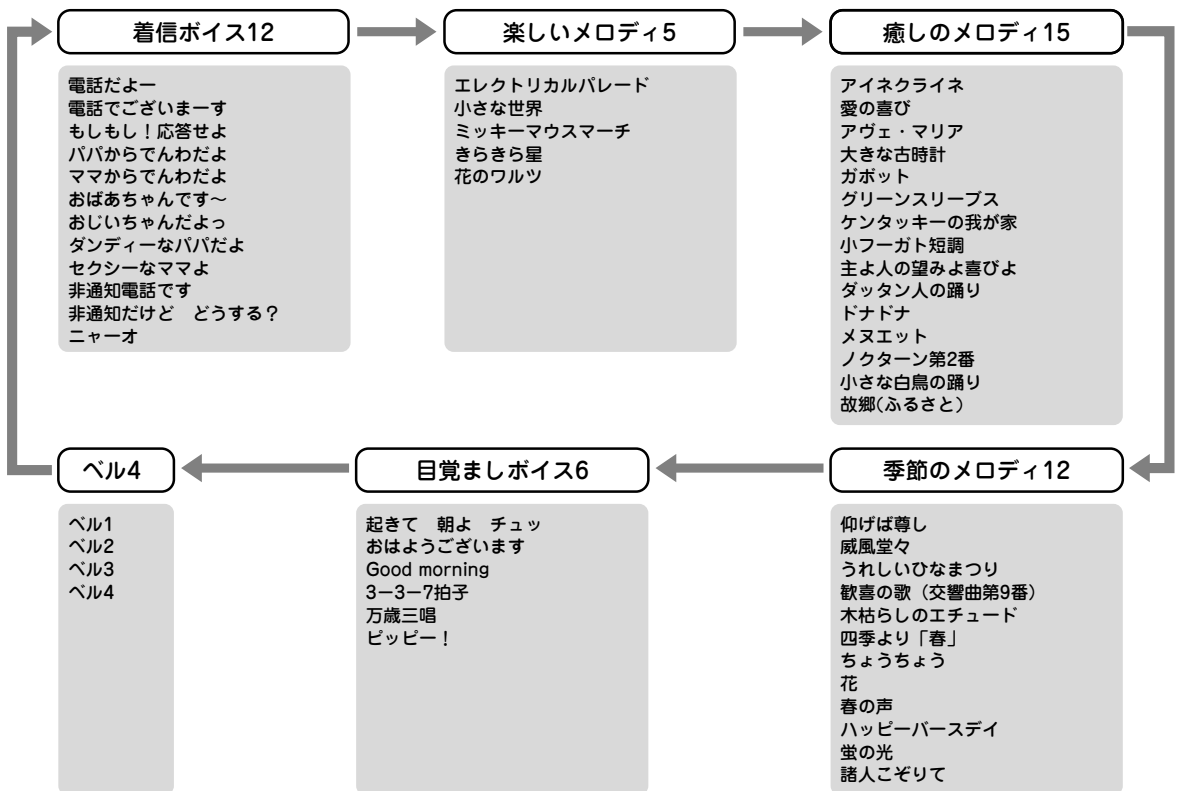 着信ボイス12
電話だよー
電話でございまーす
もしもし！応答せよ
パパからでんわだよ
ママからでんわだよ
おばあちゃんです～
おじいちゃんだよっ
ダンディーなパパだよ
セクシーなママよ
非通知電話です
非通知だけど　どうする？
ニャーオ
楽しいメロディ5
エレクトリカルパレード
小さな世界
ミッキーマウスマーチ
きらきら星
花のワルツ
癒しのメロディ15
アイネクライネ
愛の喜び
アヴェ・マリア
大きな古時計
ガボット
グリーンスリーブス
ケンタッキーの我が家
小フーガト短調
主よ人の望みよ喜びよ
ダッタン人の踊り
ドナドナ
メヌエット
ノクターン第2番
小さな白鳥の踊り
故郷(ふるさと）
ベル4
ベル1
ベル2
ベル3
ベル4
目覚ましボイス6
起きて　朝よ　チュッ
おはようございます
Good morning
3－3－7拍子
万歳三唱
ピッピー！
季節のメロディ12
仰げば尊し
威風堂々
うれしいひなまつり
歓喜の歌（交響曲第9番）
木枯らしのエチュード
四季より「春」
ちょうちょう
花
春の声
ハッピーバースデイ
蛍の光
諸人こぞりて